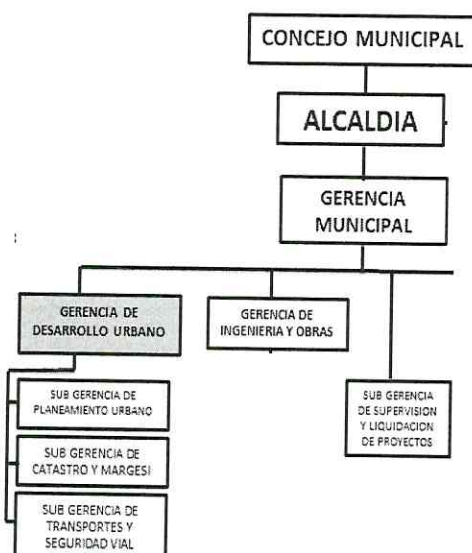 CONCEJO MUNICIPAL
ALCALDIA
GERENCIA
MUNICIPAL
GERENCIA DE
DESARROLLO URBANO
GERENCIA DE
INGENIERIA Y OBRAS
SUB GERENCIA DE
PLANEAMIENTO URBANO
SUB GERENCIA
DE SUPERVISION
Y LIQUIDACION
DE PROYECTOS
SUB GERENCIA DE
CATASTRO Y MARGESI
SUB GERENCIA DE
TRANSPORTES Y
SEGURIDAD VIAL